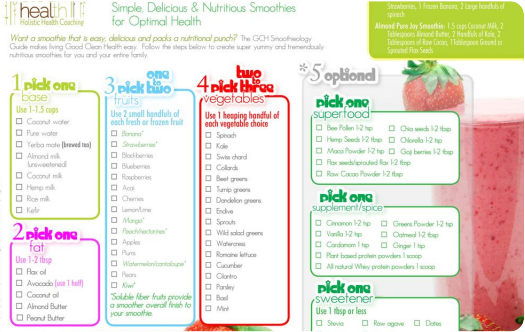 health
Holistic Health Coaching
Simple, Delicious & Nutritious Smoothies
for Optimal Health
Want a smoothie that is easy, delicious and packs a nutritional punch? The GCH Smoothieology
Guide makes living Good Clean Health easy. Follow the steps below to create super yummy and tremendously
nutritious smoothies for you and your entire family.
Strawberries, 1 Frozen Banana, 2 Large handfuls of
spinach
Almond Pure Joy Smoothie: 1.5 cups Coconut Milk, 2
Tablespoons Almond Butter, 2 Handfuls of Kale, 2
Tablespoons of Raw Cacao, 1 Tablespoon Ground or
Sprouted Flax Seeds
1 pick one
base
Use 1-1.5 cups
Coconut water
Pure water
Yerba mate (brewed tea)
Almond milk
(unsweetened)
Coconut milk
Hemp milk
Rice milk
Kefir
2 pick one
fat
Use 1-2 tbsp
Flax oil
Avocado (use 1 half)
Coconut oil
Almond Butter
Peanut Butter
3 one to
pick two
fruits
Use 2 small handfuls of
each fresh or frozen fruit
Banana*
Strawberries*
Blackberries
Blueberries
Raspberries
Acai
Cherries
Lemon/Lime
Mango*
Peach/nectarines*
Apples
Plums
Watermelon/cantaloupe*
Pears
Kiwi*
*Soluble fiber fruits provide
a smoother overall finish to
your smoothie.
4 two to
pick three
vegetables
Use 1 heaping handful of
each vegetable choice
Spinach
Kale
Swiss chard
Collards
Beet greens
Turnip greens
Dandelion greens
Endive
Sprouts
Wild salad greens
Watercress
Romaine lettuce
Cucumber
Cilantro
Parsley
Basil
Mint
*5 optional
pick one
superfood
Bee Pollen 1-2 tsp
Chia seeds 1-2 tbsp
Hemp Seeds 1-2 tbsp
Chlorella 1-2 tsp
Maca Powder 1-2 tsp
Goji berries 1-2 tbsp
Flax seeds/sprouted flax 1-2 tbsp
Raw Cacao Powder 1-2 tbsp
pick one
supplement/spice
Cinnamon 1-2 tsp
Greens Powder 1-2 tsp
Vanilla 1-2 tsp
Oatmeal 1-2 tbsp
Cardamom 1 tsp
Ginger 1 tsp
Plant based protein powders 1 scoop
All natural Whey protein powders 1 scoop
pick one
sweetener
Use 1 tbsp or less
Stevia
Raw agave
Dates